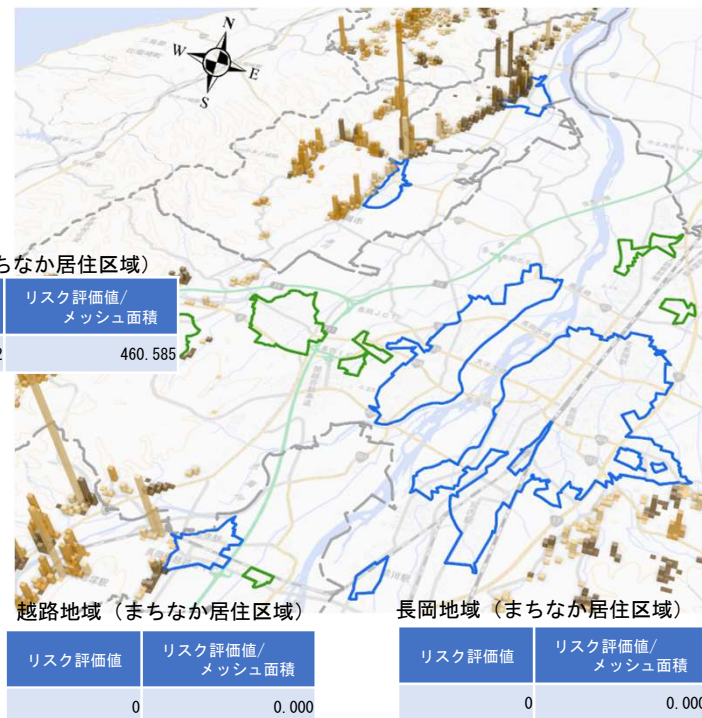 N
W
E
S
ちなか居住区域）
リスク評価値/
メッシュ面積
2
460.585
越路地域（まちなか居住区域）
リスク評価値
リスク評価値/
メッシュ面積
0
0.000
長岡地域（まちなか居住区域）
リスク評価値
リスク評価値/
メッシュ面積
0
0.000